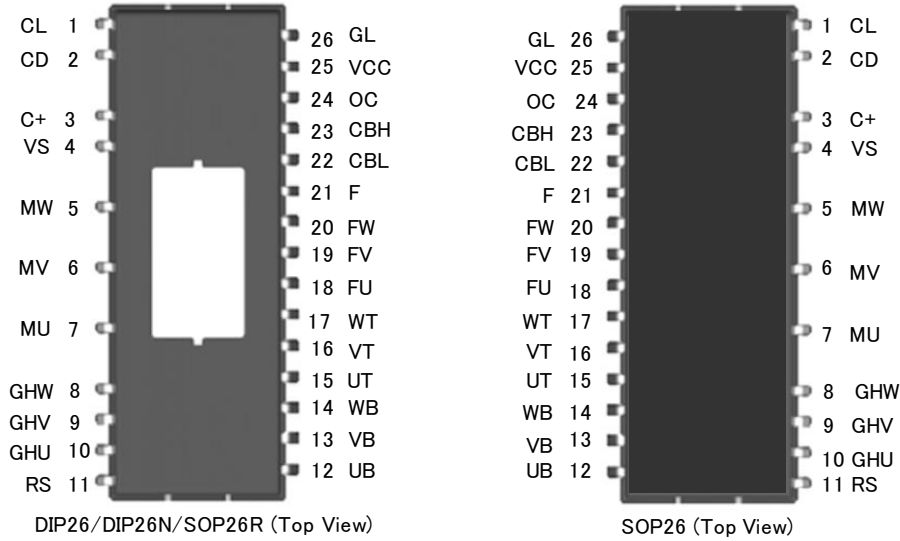 CL 1
CD 2
C+ 3
VS 4
MW 5
MV 6
MU 7
GHW 8
GHV 9
GHU 10
RS 11
26 GL
25 VCC
24 OC
23 CBH
22 CBL
21 F
20 FW
19 FV
18 FU
17 WT
16 VT
15 UT
14 WB
13 VB
12 UB
DIP26/DIP26N/SOP26R (Top View)
GL 26
VCC 25
OC 24
CBH 23
CBL 22
F 21
FW 20
FV 19
FU 18
WT 17
VT 16
UT 15
WB 14
VB 13
UB 12
1 CL
2 CD
3 C+
4 VS
5 MW
6 MV
7 MU
8 GHW
9 GHV
10 GHU
11 RS
SOP26 (Top View)